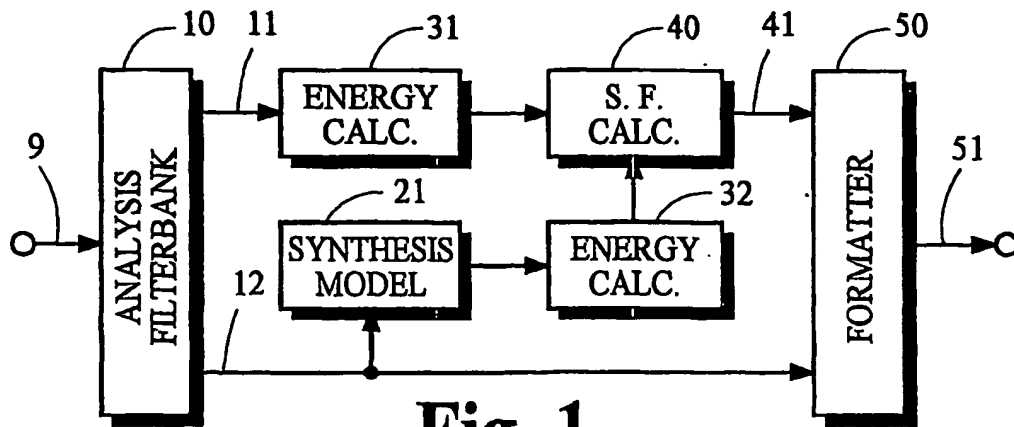 10
11
31
40
41
50
ENERGY
CALC.
S. F.
CALC.
9
ANALYSIS
FILTERBANK
21
32
FORMATTER
51
SYNTHESIS
MODEL
ENERGY
CALC.
12
Fig. 1